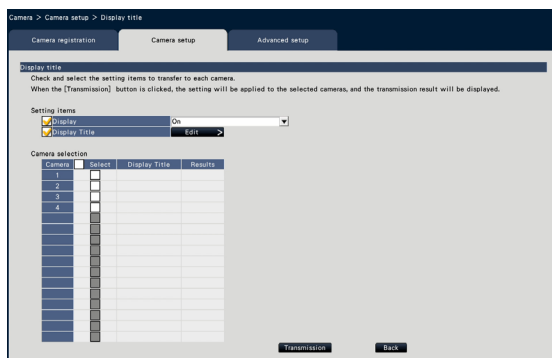 Camera > Camera setup > Display title
Camera registration Camera setup Advanced setup
Display title
Check and select the setting items to transfer to each camera.
When the [Transmission] button is clicked, the setting will be applied to the selected cameras, and the transmission result will be displayed.
Setting items
Display On
Display Title Edit >
Camera selection
Camera Select Display Title Results
1
2
3
4
Transmission Back